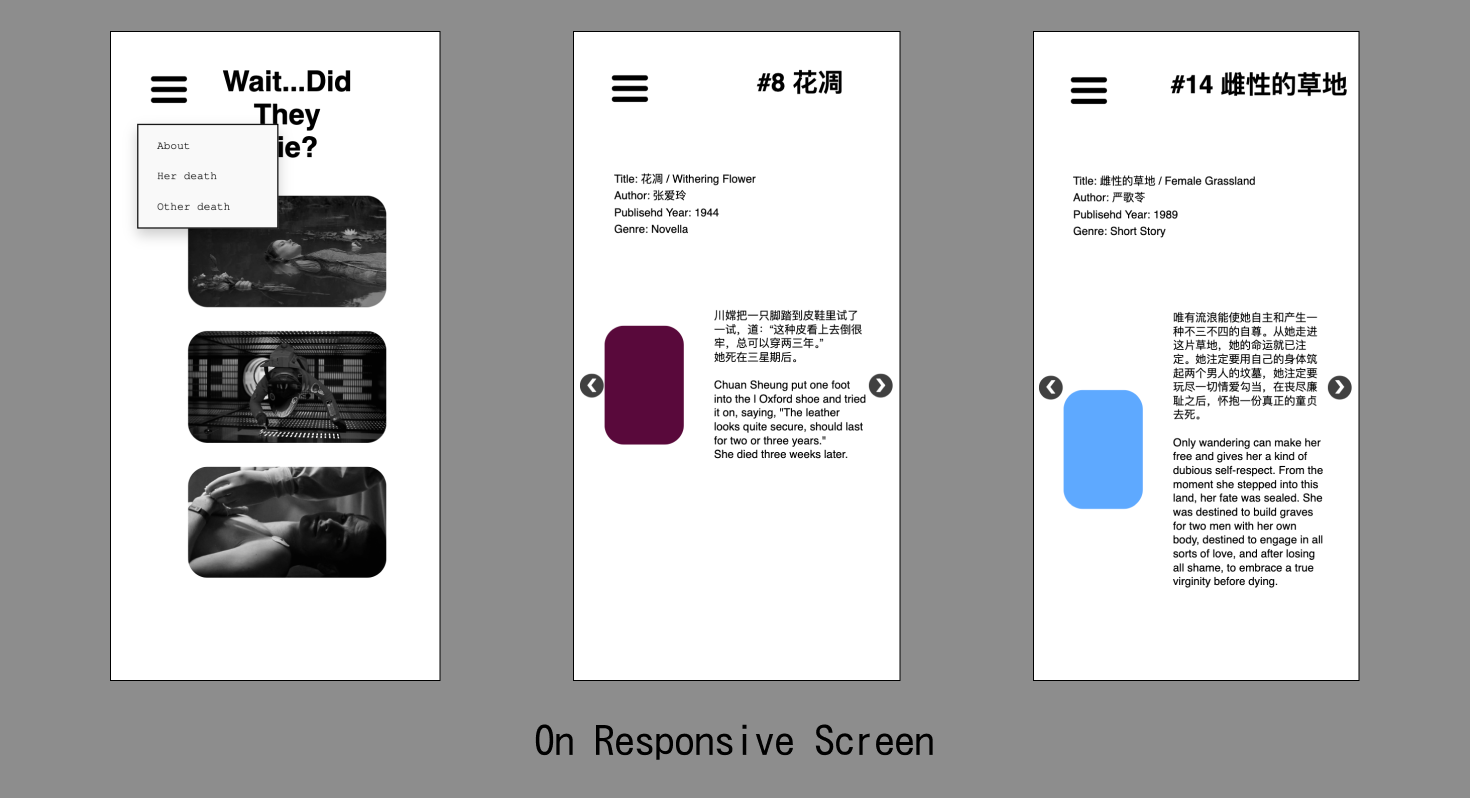 Wait...Did
They
ie?
About
Her death
Other death
#8 花凋
Title: 花凋 / Withering Flower
Author: 张爱玲
Publisehd Year: 1944
Genre: Novella
川嫦把一只脚踏到皮鞋里试了
一试，道：“这种皮看上去倒很
牢，总可以穿两三年。”
她死在三星期后。
Chuan Sheung put one foot
into the l Oxford shoe and tried
it on, saying, "The leather
looks quite secure, should last
for two or three years."
She died three weeks later.
#14 雌性的草地
Title: 雌性的草地 / Female Grassland
Author: 严歌苓
Publisehd Year: 1989
Genre: Short Story
唯有流浪能使她自主和产生一
种不三不四的自尊。从她走进
这片草地，她的命运就已注
定。她注定要用自己的身体筑
起两个男人的坟墓，她注定要
玩尽一切情爱勾当，在丧尽廉
耻之后，怀抱一份真正的童贞
去死。
Only wandering can make her
free and gives her a kind of
dubious self-respect. From the
moment she stepped into this
land, her fate was sealed. She
was destined to build graves
for two men with her own
body, destined to engage in all
sorts of love, and after losing
all shame, to embrace a true
virginity before dying.
On Responsive Screen